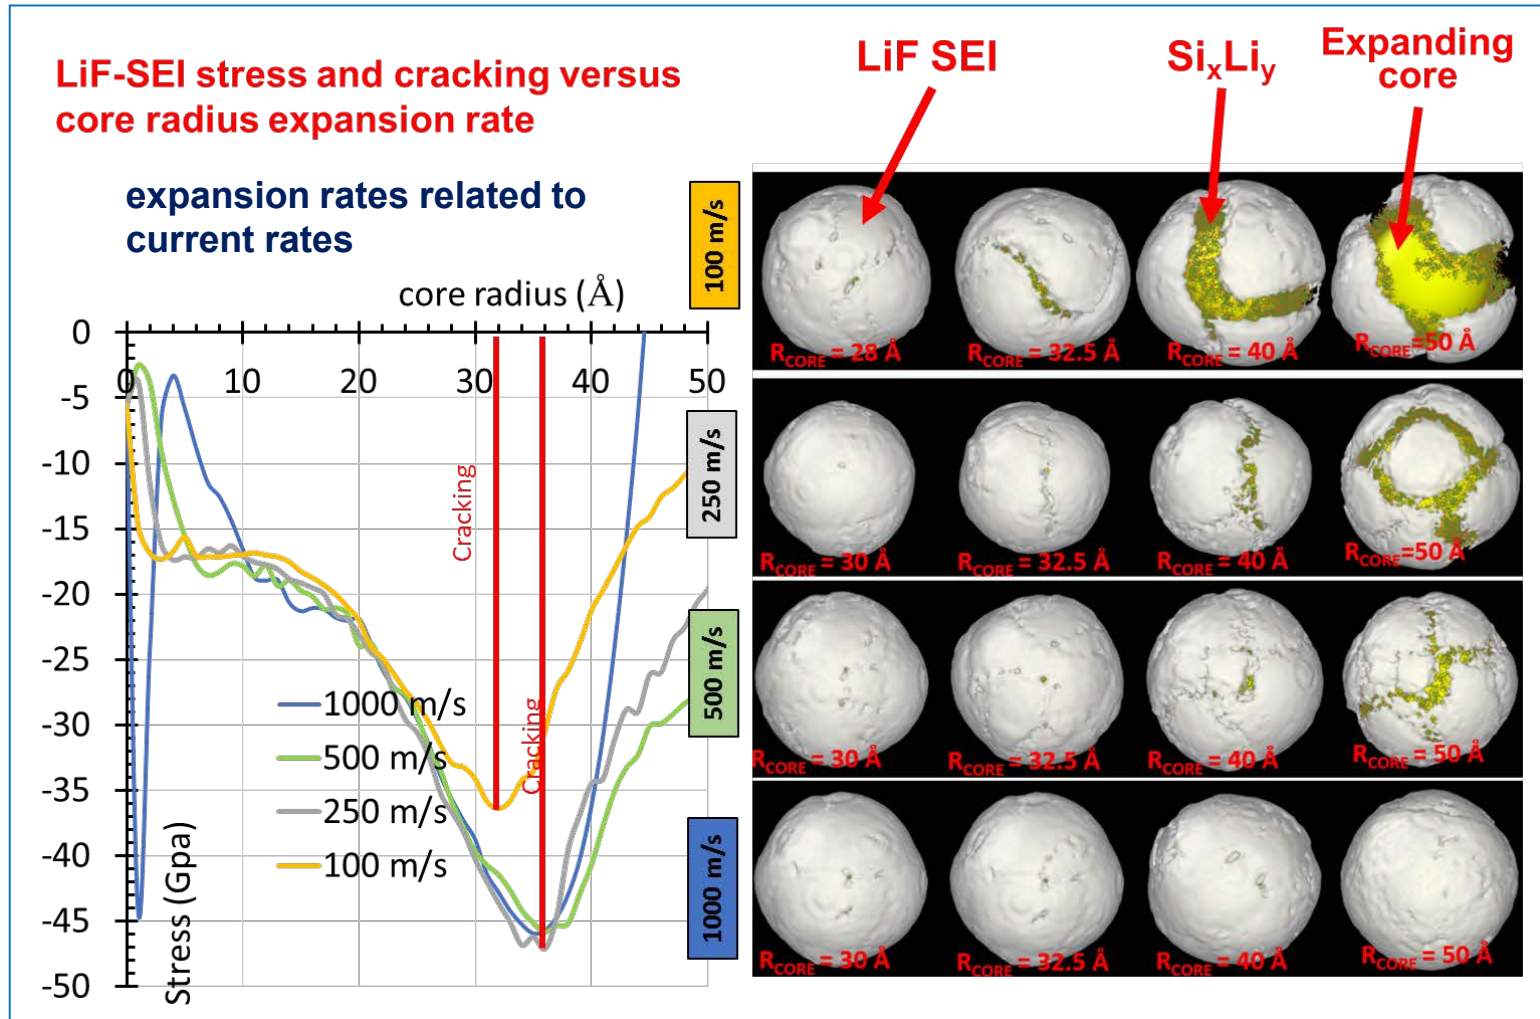 LiF-SEI stress and cracking versus
core radius expansion rate
expansion rates related to
current rates
core radius (Å)
0
0 10 20 30 40 50
-5
-10
-15
-20
-25
-30
-35
-40
-45
-50
Stress (Gpa)
Cracking
Cracking
1000 m/s
500 m/s
250 m/s
100 m/s
LiF SEI
SixLiy
Expanding
core
100 m/s
RCORE = 28 Å
RCORE = 32.5 Å
RCORE = 40 Å
RCORE=50 Å
250 m/s
RCORE = 30 Å
RCORE = 32.5 Å
RCORE = 40 Å
RCORE=50 Å
500 m/s
RCORE = 30 Å
RCORE = 32.5 Å
RCORE = 40 Å
RCORE = 50 Å
1000 m/s
RCORE = 30 Å
RCORE = 32.5 Å
RCORE = 40 Å
RCORE = 50 Å